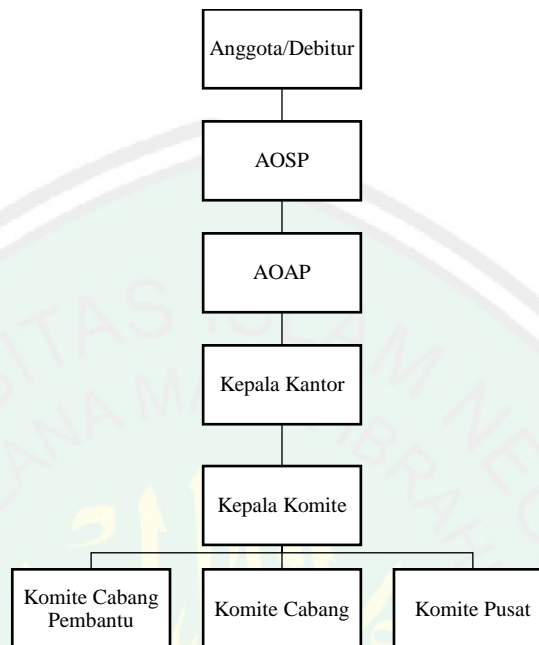 Anggota/Debitur
AOSP
AOAP
Kepala Kantor
Kepala Komite
Komite Cabang
Pembantu
Komite Cabang
Komite Pusat